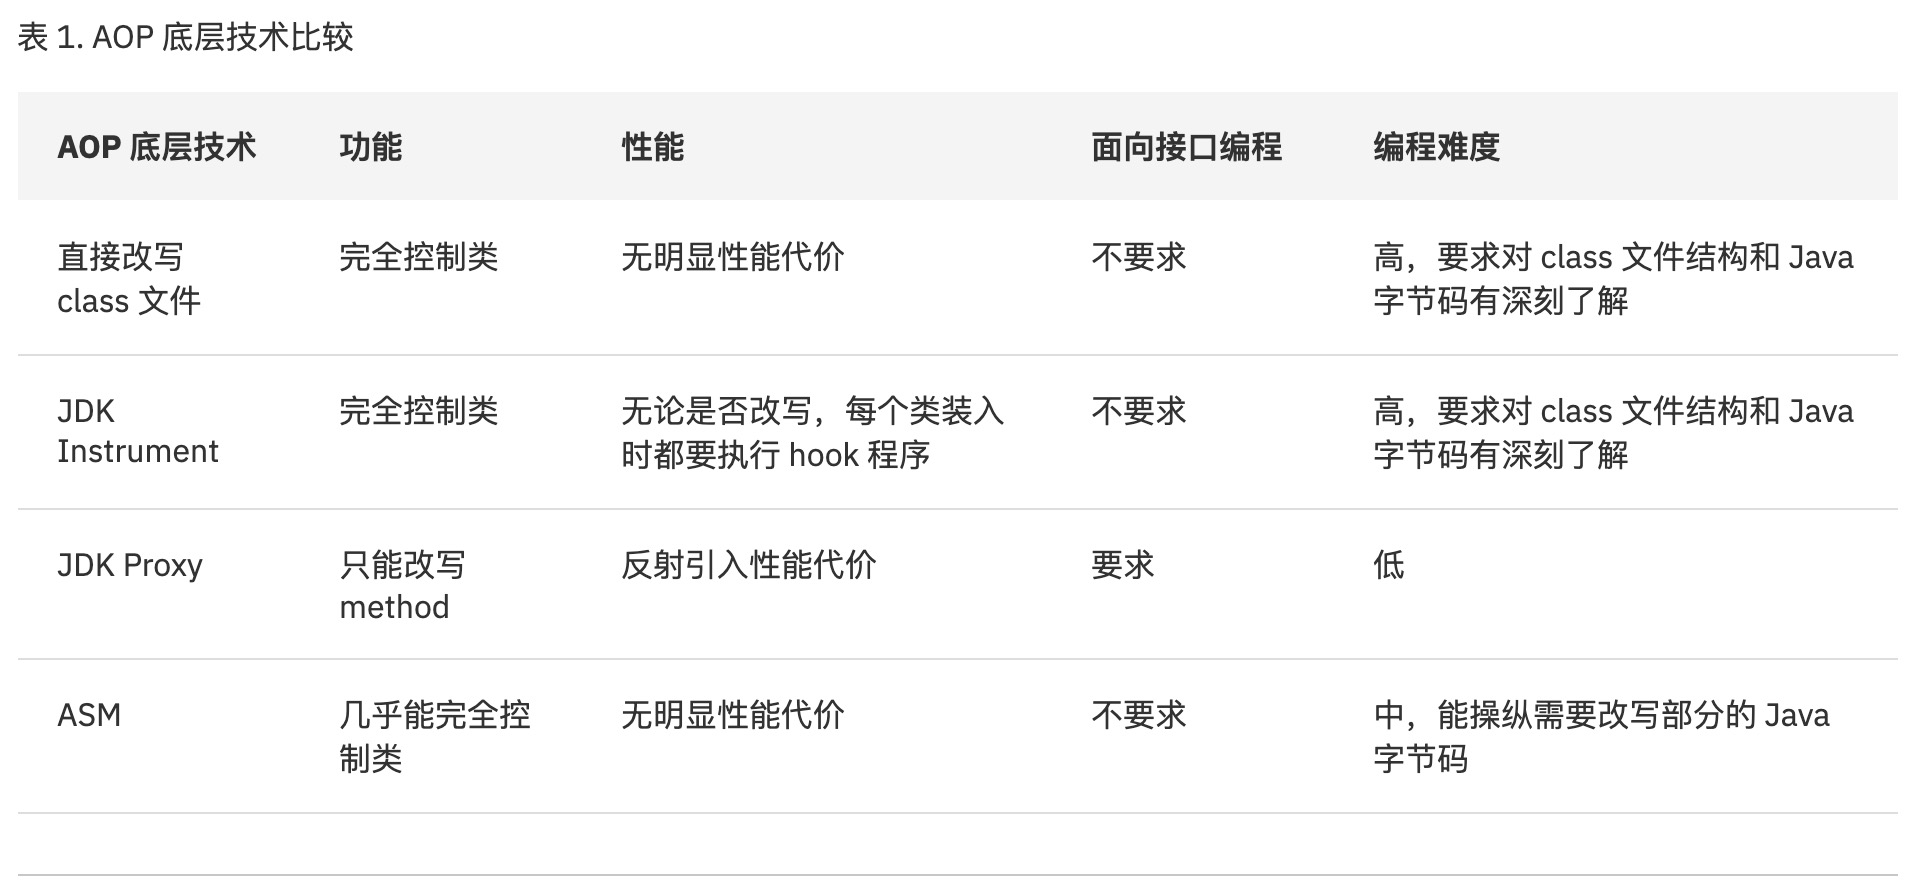 表 1. AOP 底层技术比较
AOP 底层技术 功能 性能 面向接口编程 编程难度
直接改写 完全控制类 无明显性能代价 不要求 高，要求对 class 文件结构和 Java
class 文件 字节码有深刻了解
JDK 完全控制类 无论是否改写，每个类装入 不要求 高，要求对 class 文件结构和 Java
Instrument 时都要执行 hook 程序 字节码有深刻了解
JDK Proxy 只能改写 反射引入性能代价 要求 低
method
ASM 几乎能完全控 无明显性能代价 不要求 中，能操纵需要改写部分的 Java
制类 字节码